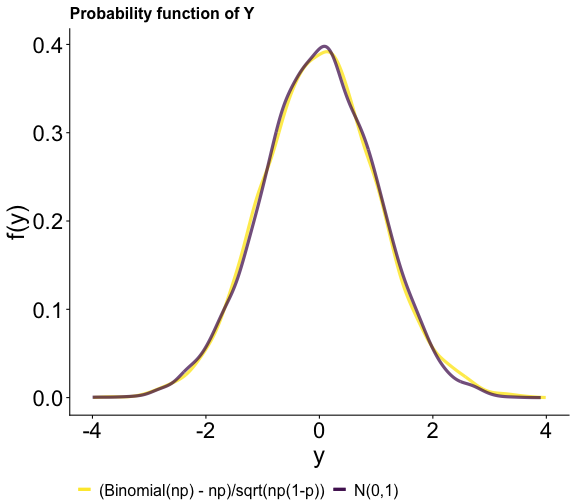 Probability function of Y
0.4
0.3
0.2
0.1
0.0
f(y)
-4 -2 0 2 4
y
(Binomial(np) - np)/sqrt(np(1-p)) N(0,1)